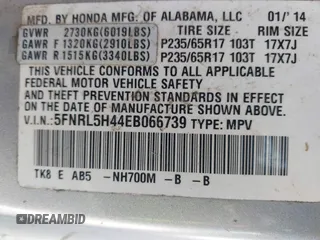 MFD. BY HONDA MFG. OF ALABAMA, LLC 01/'14
GVWR 2730KG(6019LBS) TIRE SIZE RIM SIZE
GAWR F 1320KG(2910LBS) P235/65R17 103T 17X7J
GAWR R 1515KG(3340LBS) P235/65R17 103T 17X7J
THIS VEHICLE CONFORMS TO ALL APPLICABLE
FEDERAL MOTOR VEHICLE SAFETY
AND THEFT PREVENTION STANDARDS IN EFFECT
ON THE DATE OF MANUFACTURE SHOWN ABOVE.
V.I.N.: 5FNRL5H44EB066739 TYPE: MPV
TK8 E AB5 -NH700M -B -B
DREAMBID